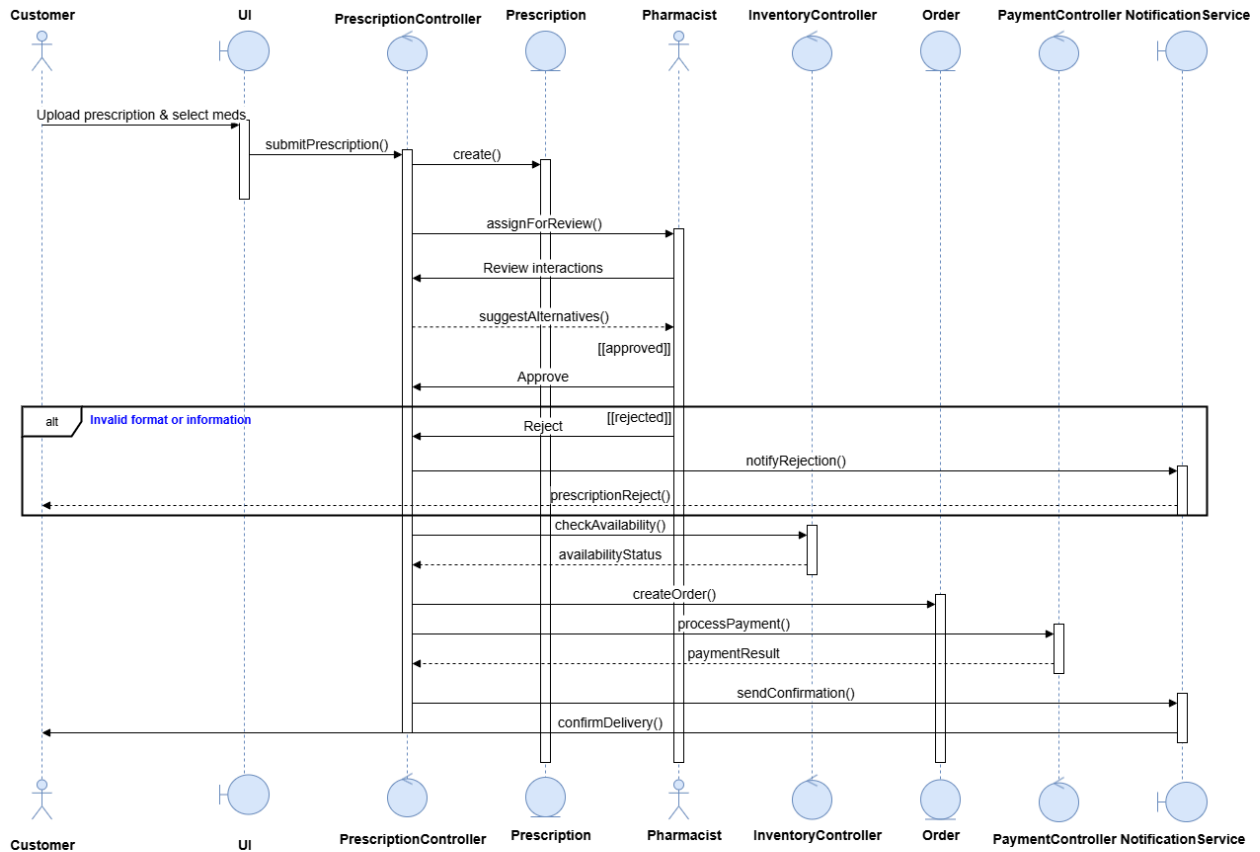 Customer
UI
PrescriptionController
Prescription
Pharmacist
InventoryController
Order
PaymentController
NotificationService
Upload prescription & select meds
submitPrescription()
create()
assignForReview()
Review interactions
suggestAlternatives()
[[approved]]
Approve
alt
Invalid format or information
[[rejected]]
Reject
notifyRejection()
prescriptionReject()
checkAvailability()
availabilityStatus
createOrder()
processPayment()
paymentResult
sendConfirmation()
confirmDelivery()
Customer
UI
PrescriptionController
Prescription
Pharmacist
InventoryController
Order
PaymentController
NotificationService